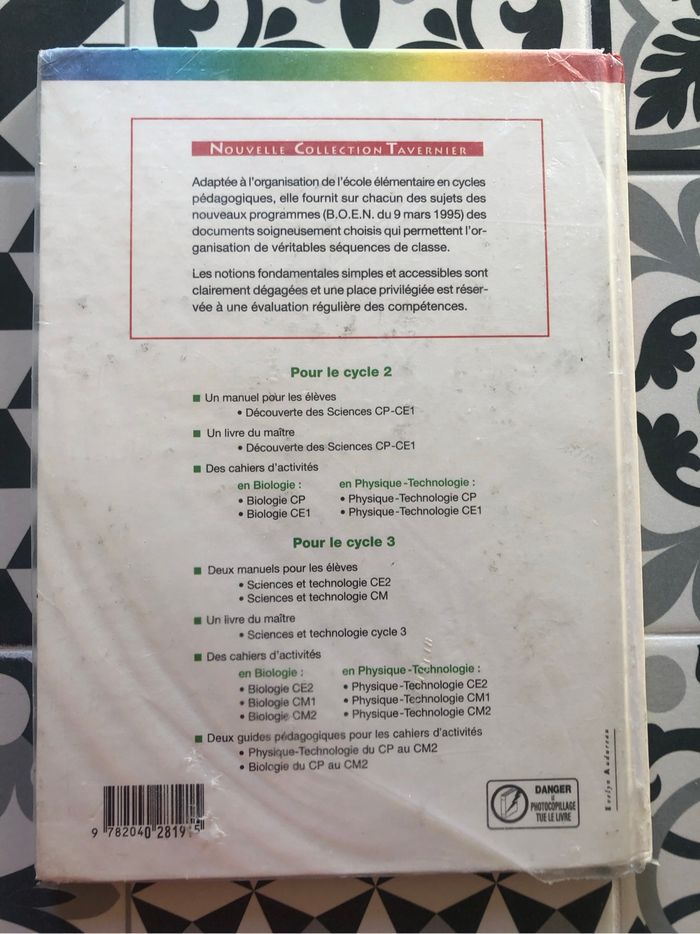 NOUVELLE COLLECTION TAVERNIER
Adaptée à l'organisation de l'école élémentaire en cycles
pédagogiques, elle fournit sur chacun des sujets des
nouveaux programmes (B.O.E.N. du 9 mars 1995) des
documents soigneusement choisis qui permettent l'or-
ganisation de véritables séquences de classe.
Les notions fondamentales simples et accessibles sont
clairement dégagées et une place privilégiée est réser-
vée à une évaluation régulière des compétences.
Pour le cycle 2
■ Un manuel pour les élèves
• Découverte des Sciences CP-CE1
■ Un livre du maître
• Découverte des Sciences CP-CE1
■ Des cahiers d'activités
en Biologie : en Physique-Technologie :
• Biologie CP • Physique-Technologie CP
• Biologie CE1 • Physique-Technologie CE1
Pour le cycle 3
■ Deux manuels pour les élèves
• Sciences et technologie CE2
• Sciences et technologie CM
■ Un livre du maître
• Sciences et technologie cycle 3
■ Des cahiers d'activités
en Biologie : en Physique-Technologie :
• Biologie CE2 • Physique-Technologie CE2
• Biologie CM1 • Physique-Technologie CM1
• Biologie CM2 • Physique-Technologie CM2
■ Deux guides pédagogiques pour les cahiers d'activités
• Physique-Technologie du CP au CM2
• Biologie du CP au CM2
DANGER
LE
PHOTOCOPILLAGE
TUE LE LIVRE
9 782040 281915
Evelyn Audureau